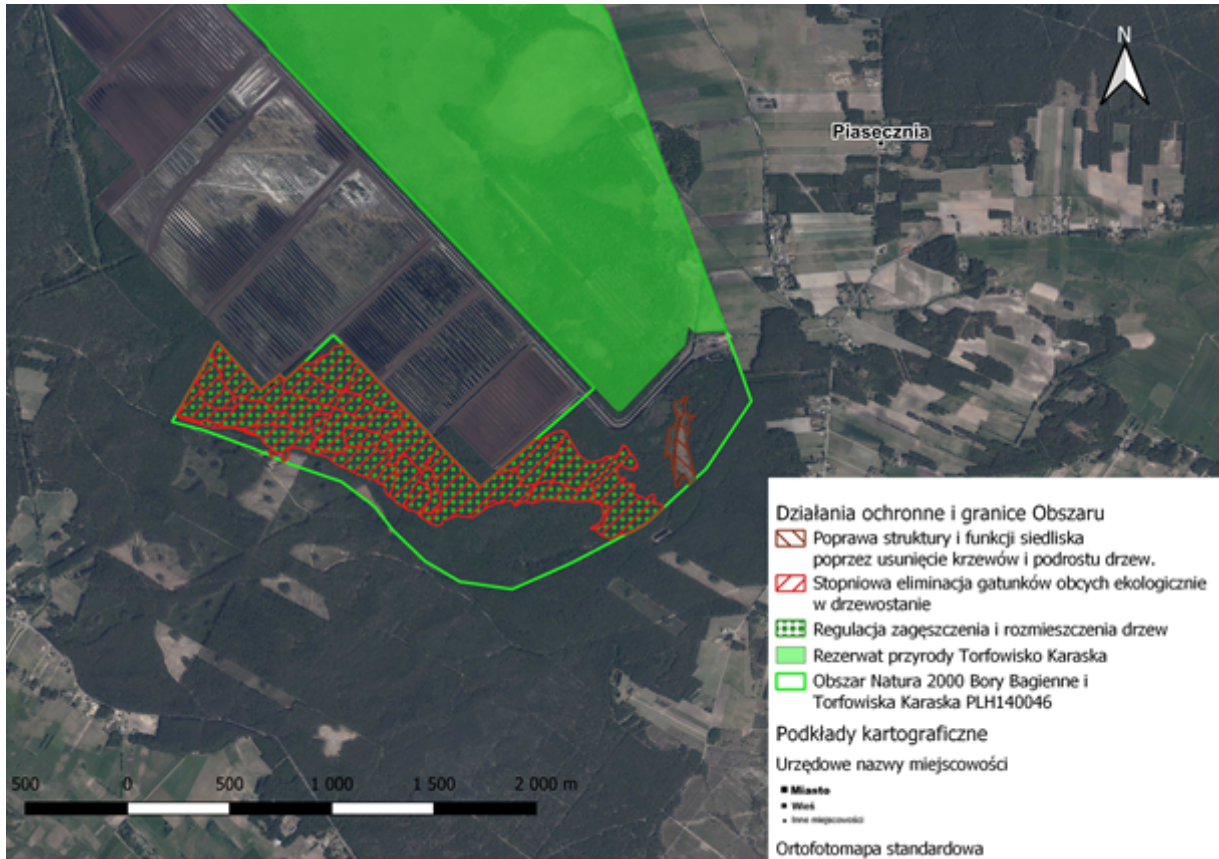 N
Piasecznia
Działania ochronne i granice Obszaru
Poprawa struktury i funkcji siedliska
poprzez usunięcie krzewów i podrostu drzew.
Stopniowa eliminacja gatunków obcych ekologicznie
w drzewostanie
Regulacja zagęszczenia i rozmieszczenia drzew
Rezerwat przyrody Torfowisko Karaska
Obszar Natura 2000 Bory Bagienne i
Torfowiska Karaska PLH140046
Podkłady kartograficzne
Urzędowe nazwy miejscowości
Miasto
Wieś
Inne miejscowości
Ortofotomapa standardowa
500 0 500 1 000 1 500 2 000 m